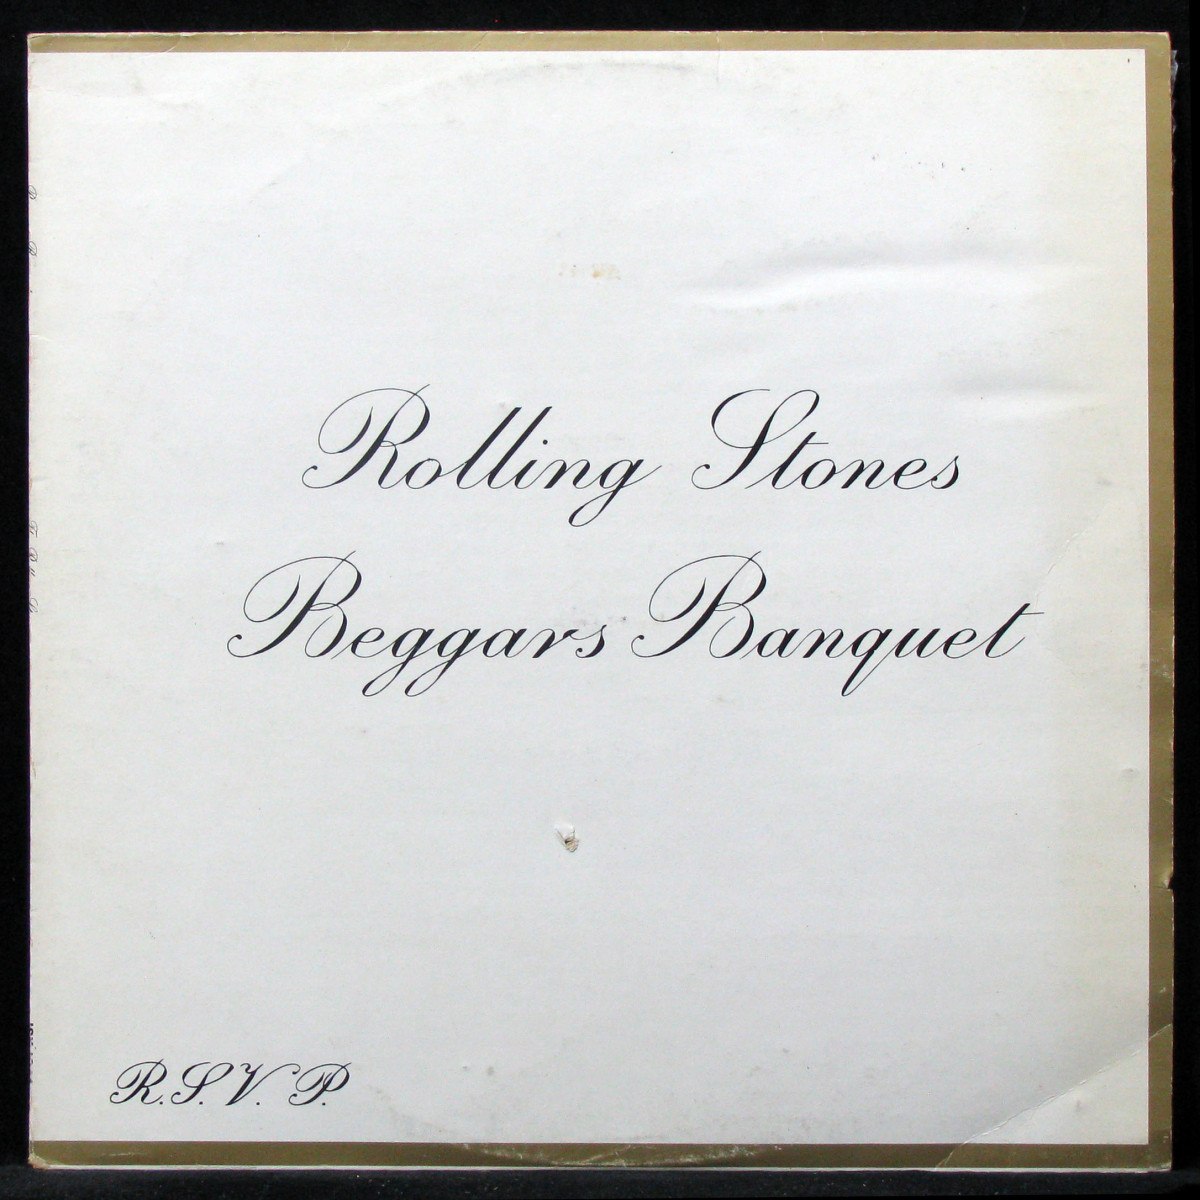 Rolling Stones
Beggars Banquet
R.S.V.P.